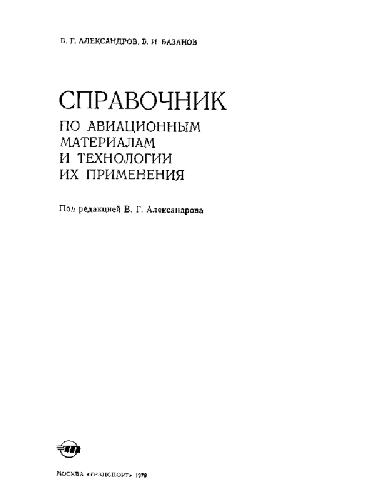 В. Г. АЛЕКСАНДРОВ, Б. И БАЗАНОВ
СПРАВОЧНИК
ПО АВИАЦИОННЫМ
МАТЕРИАЛАМ
И ТЕХНОЛОГИИ
ИХ ПРИМЕНЕНИЯ
Под редакцией В. Г. Александрова
МОСКВА «ТРАНСПОРТ» 1979